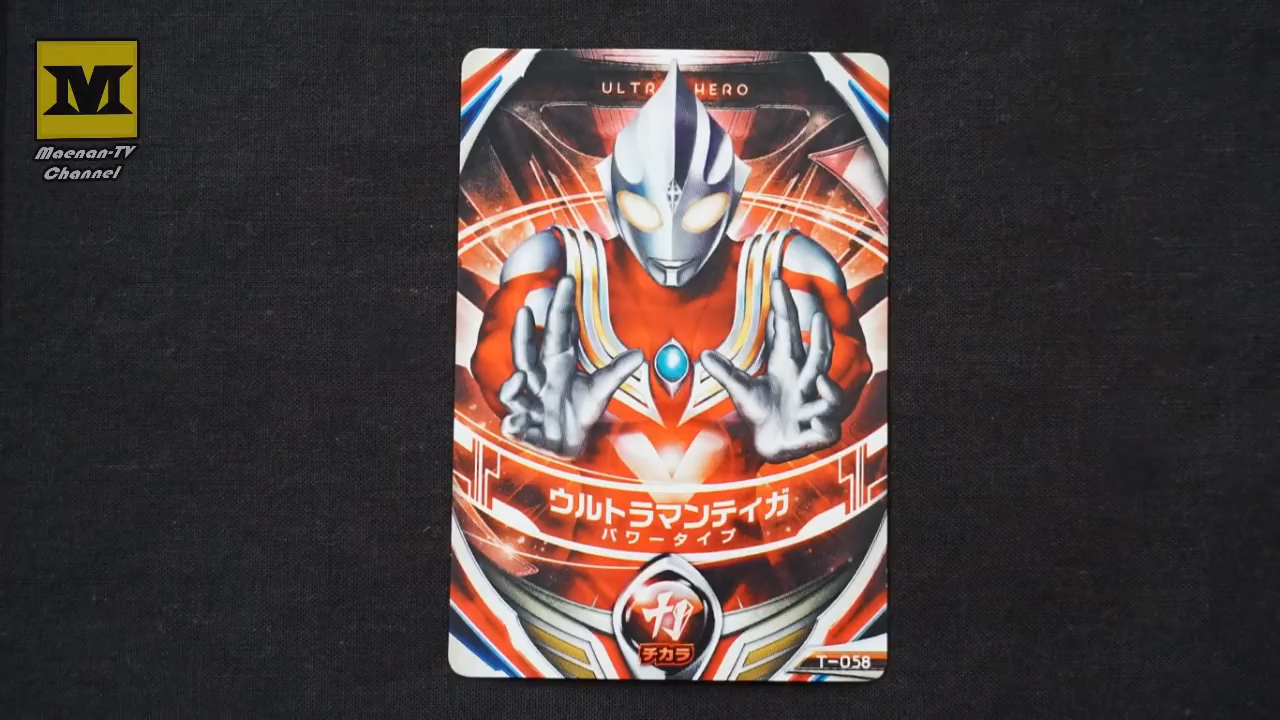 M
Maenan-TV
Channel
ULTRA HERO
ウルトラマンティガ
パワータイプ
力
チカラ
T-058